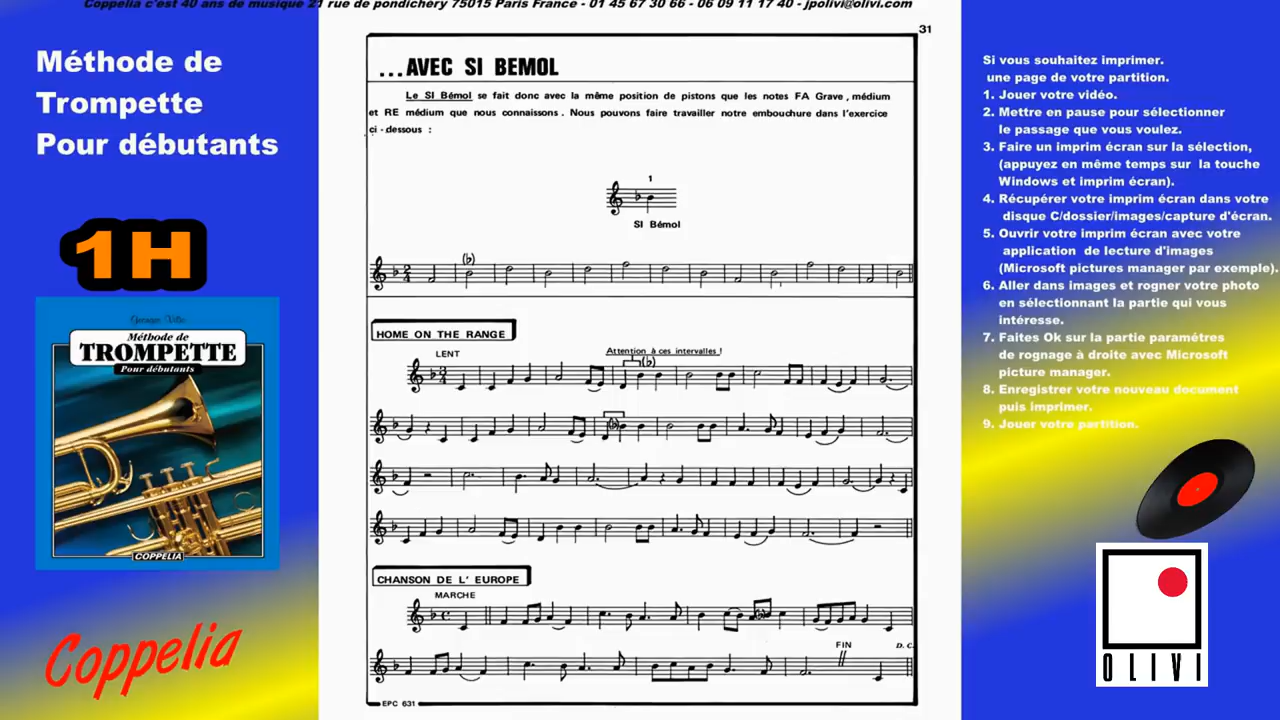 Coppelia c'est 40 ans de musique 21 rue de pondichéry 75015 Paris France - 01 45 67 30 66 - 06 09 11 17 40 - jpolivi@olivi.com
Méthode de
Trompette
Pour débutants
1H
Méthode de
TROMPETTE
Pour débutants
COPPELIA
Coppelia
31
...AVEC SI BEMOL
Le SI Bémol se fait donc avec la même position de pistons que les notes FA Grave, médium
et RE médium que nous connaissons. Nous pouvons faire travailler notre embouchure dans l'exercice
ci-dessous :
1
SI Bémol
HOME ON THE RANGE
LENT
Attention à ces intervalles !
CHANSON DE L' EUROPE
MARCHE
FIN
D. C.
EPC 631
Si vous souhaitez imprimer.
une page de votre partition.
1. Jouer votre vidéo.
2. Mettre en pause pour sélectionner
le passage que vous voulez.
3. Faire un imprim écran sur la sélection,
(appuyez en même temps sur la touche
Windows et imprim écran).
4. Récupérer votre imprim écran dans votre
disque C/dossier/images/capture d'écran.
5. Ouvrir votre imprim écran avec votre
application de lecture d'images
(Microsoft pictures manager par exemple).
6. Aller dans images et rogner votre photo
en sélectionnant la partie qui vous
intéresse.
7. Faites Ok sur la partie paramétres
de rognage à droite avec Microsoft
picture manager.
8. Enregistrer votre nouveau document
puis imprimer.
9. Jouer votre partition.
OLIVI